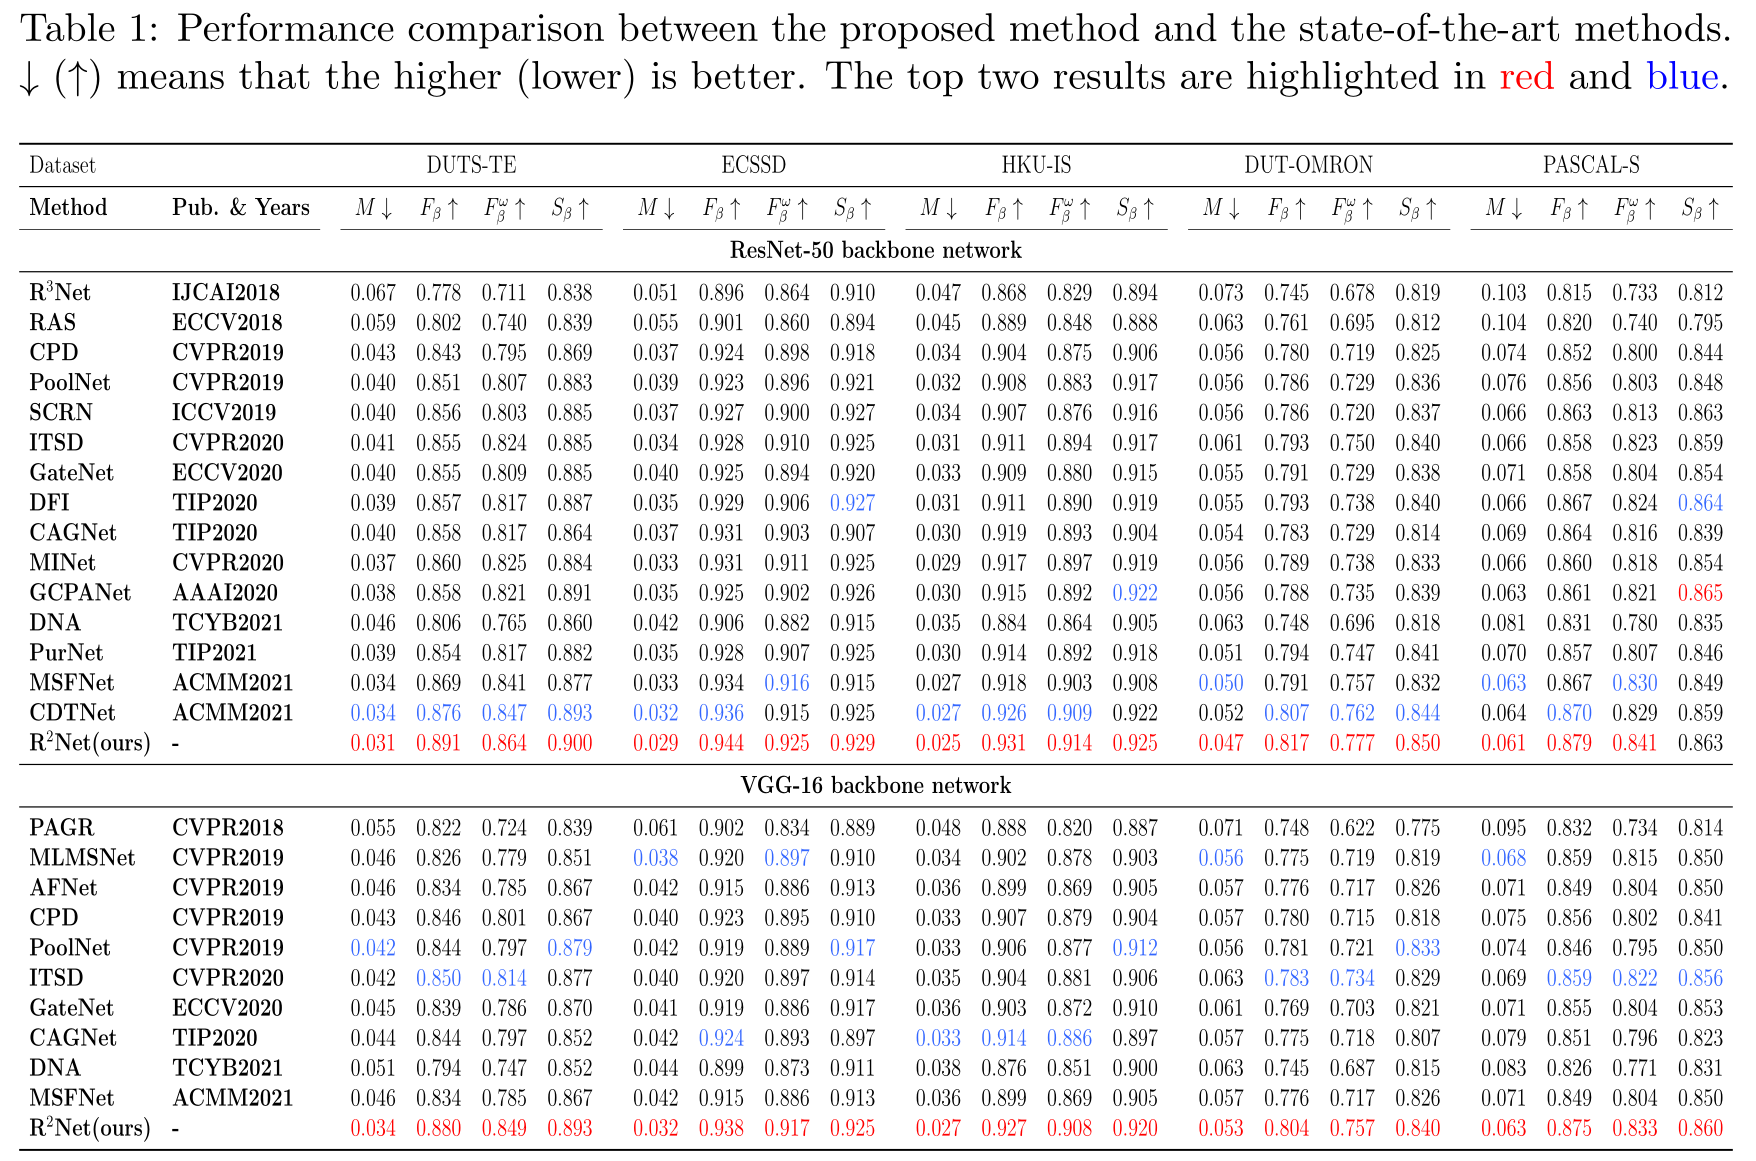 Table 1: Performance comparison between the proposed method and the state-of-the-art methods.
↓ (↑) means that the higher (lower) is better. The top two results are highlighted in red and blue.
Dataset DUTS-TE ECSSD HKU-IS DUT-OMRON PASCAL-S
Method Pub. & Years M ↓ Fβ ↑ Fβω ↑ Sβ ↑ M ↓ Fβ ↑ Fβω ↑ Sβ ↑ M ↓ Fβ ↑ Fβω ↑ Sβ ↑ M ↓ Fβ ↑ Fβω ↑ Sβ ↑ M ↓ Fβ ↑ Fβω ↑ Sβ ↑
ResNet-50 backbone network
R³Net IJCAI2018 0.067 0.778 0.711 0.838 0.051 0.896 0.864 0.910 0.047 0.868 0.829 0.894 0.073 0.745 0.678 0.819 0.103 0.815 0.733 0.812
RAS ECCV2018 0.059 0.802 0.740 0.839 0.055 0.901 0.860 0.894 0.045 0.889 0.848 0.888 0.063 0.761 0.695 0.812 0.104 0.820 0.740 0.795
CPD CVPR2019 0.043 0.843 0.795 0.869 0.037 0.924 0.898 0.918 0.034 0.904 0.875 0.906 0.056 0.780 0.719 0.825 0.074 0.852 0.800 0.844
PoolNet CVPR2019 0.040 0.851 0.807 0.883 0.039 0.923 0.896 0.921 0.032 0.908 0.883 0.917 0.056 0.786 0.729 0.836 0.076 0.856 0.803 0.848
SCRN ICCV2019 0.040 0.856 0.803 0.885 0.037 0.927 0.900 0.927 0.034 0.907 0.876 0.916 0.056 0.786 0.720 0.837 0.066 0.863 0.813 0.863
ITSD CVPR2020 0.041 0.855 0.824 0.885 0.034 0.928 0.910 0.925 0.031 0.911 0.894 0.917 0.061 0.793 0.750 0.840 0.066 0.858 0.823 0.859
GateNet ECCV2020 0.040 0.855 0.809 0.885 0.040 0.925 0.894 0.920 0.033 0.909 0.880 0.915 0.055 0.791 0.729 0.838 0.071 0.858 0.804 0.854
DFI TIP2020 0.039 0.857 0.817 0.887 0.035 0.929 0.906 0.927 0.031 0.911 0.890 0.919 0.055 0.793 0.738 0.840 0.066 0.867 0.824 0.864
CAGNet TIP2020 0.040 0.858 0.817 0.864 0.037 0.931 0.903 0.907 0.030 0.919 0.893 0.904 0.054 0.783 0.729 0.814 0.069 0.864 0.816 0.839
MINet CVPR2020 0.037 0.860 0.825 0.884 0.033 0.931 0.911 0.925 0.029 0.917 0.897 0.919 0.056 0.789 0.738 0.833 0.066 0.860 0.818 0.854
GCPANet AAAI2020 0.038 0.858 0.821 0.891 0.035 0.925 0.902 0.926 0.030 0.915 0.892 0.922 0.056 0.788 0.735 0.839 0.063 0.861 0.821 0.865
DNA TCYB2021 0.046 0.806 0.765 0.860 0.042 0.906 0.882 0.915 0.035 0.884 0.864 0.905 0.063 0.748 0.696 0.818 0.081 0.831 0.780 0.835
PurNet TIP2021 0.039 0.854 0.817 0.882 0.035 0.928 0.907 0.925 0.030 0.914 0.892 0.918 0.051 0.794 0.747 0.841 0.070 0.857 0.807 0.846
MSFNet ACMM2021 0.034 0.869 0.841 0.877 0.033 0.934 0.916 0.915 0.027 0.918 0.903 0.908 0.050 0.791 0.757 0.832 0.063 0.867 0.830 0.849
CDTNet ACMM2021 0.034 0.876 0.847 0.893 0.032 0.936 0.915 0.925 0.027 0.926 0.909 0.922 0.052 0.807 0.762 0.844 0.064 0.870 0.829 0.859
R²Net(ours) - 0.031 0.891 0.864 0.900 0.029 0.944 0.925 0.929 0.025 0.931 0.914 0.925 0.047 0.817 0.777 0.850 0.061 0.879 0.841 0.863
VGG-16 backbone network
PAGR CVPR2018 0.055 0.822 0.724 0.839 0.061 0.902 0.834 0.889 0.048 0.888 0.820 0.887 0.071 0.748 0.622 0.775 0.095 0.832 0.734 0.814
MLMSNet CVPR2019 0.046 0.826 0.779 0.851 0.038 0.920 0.897 0.910 0.034 0.902 0.878 0.903 0.056 0.775 0.719 0.819 0.068 0.859 0.815 0.850
AFNet CVPR2019 0.046 0.834 0.785 0.867 0.042 0.915 0.886 0.913 0.036 0.899 0.869 0.905 0.057 0.776 0.717 0.826 0.071 0.849 0.804 0.850
CPD CVPR2019 0.043 0.846 0.801 0.867 0.040 0.923 0.895 0.910 0.033 0.907 0.879 0.904 0.057 0.780 0.715 0.818 0.075 0.856 0.802 0.841
PoolNet CVPR2019 0.042 0.844 0.797 0.879 0.042 0.919 0.889 0.917 0.033 0.906 0.877 0.912 0.056 0.781 0.721 0.833 0.074 0.846 0.795 0.850
ITSD CVPR2020 0.042 0.850 0.814 0.877 0.040 0.920 0.897 0.914 0.035 0.904 0.881 0.906 0.063 0.783 0.734 0.829 0.069 0.859 0.822 0.856
GateNet ECCV2020 0.045 0.839 0.786 0.870 0.041 0.919 0.886 0.917 0.036 0.903 0.872 0.910 0.061 0.769 0.703 0.821 0.071 0.855 0.804 0.853
CAGNet TIP2020 0.044 0.844 0.797 0.852 0.042 0.924 0.893 0.897 0.033 0.914 0.886 0.897 0.057 0.775 0.718 0.807 0.079 0.851 0.796 0.823
DNA TCYB2021 0.051 0.794 0.747 0.852 0.044 0.899 0.873 0.911 0.038 0.876 0.851 0.900 0.063 0.745 0.687 0.815 0.083 0.826 0.771 0.831
MSFNet ACMM2021 0.046 0.834 0.785 0.867 0.042 0.915 0.886 0.913 0.036 0.899 0.869 0.905 0.057 0.776 0.717 0.826 0.071 0.849 0.804 0.850
R²Net(ours) - 0.034 0.880 0.849 0.893 0.032 0.938 0.917 0.925 0.027 0.927 0.908 0.920 0.053 0.804 0.757 0.840 0.063 0.875 0.833 0.860